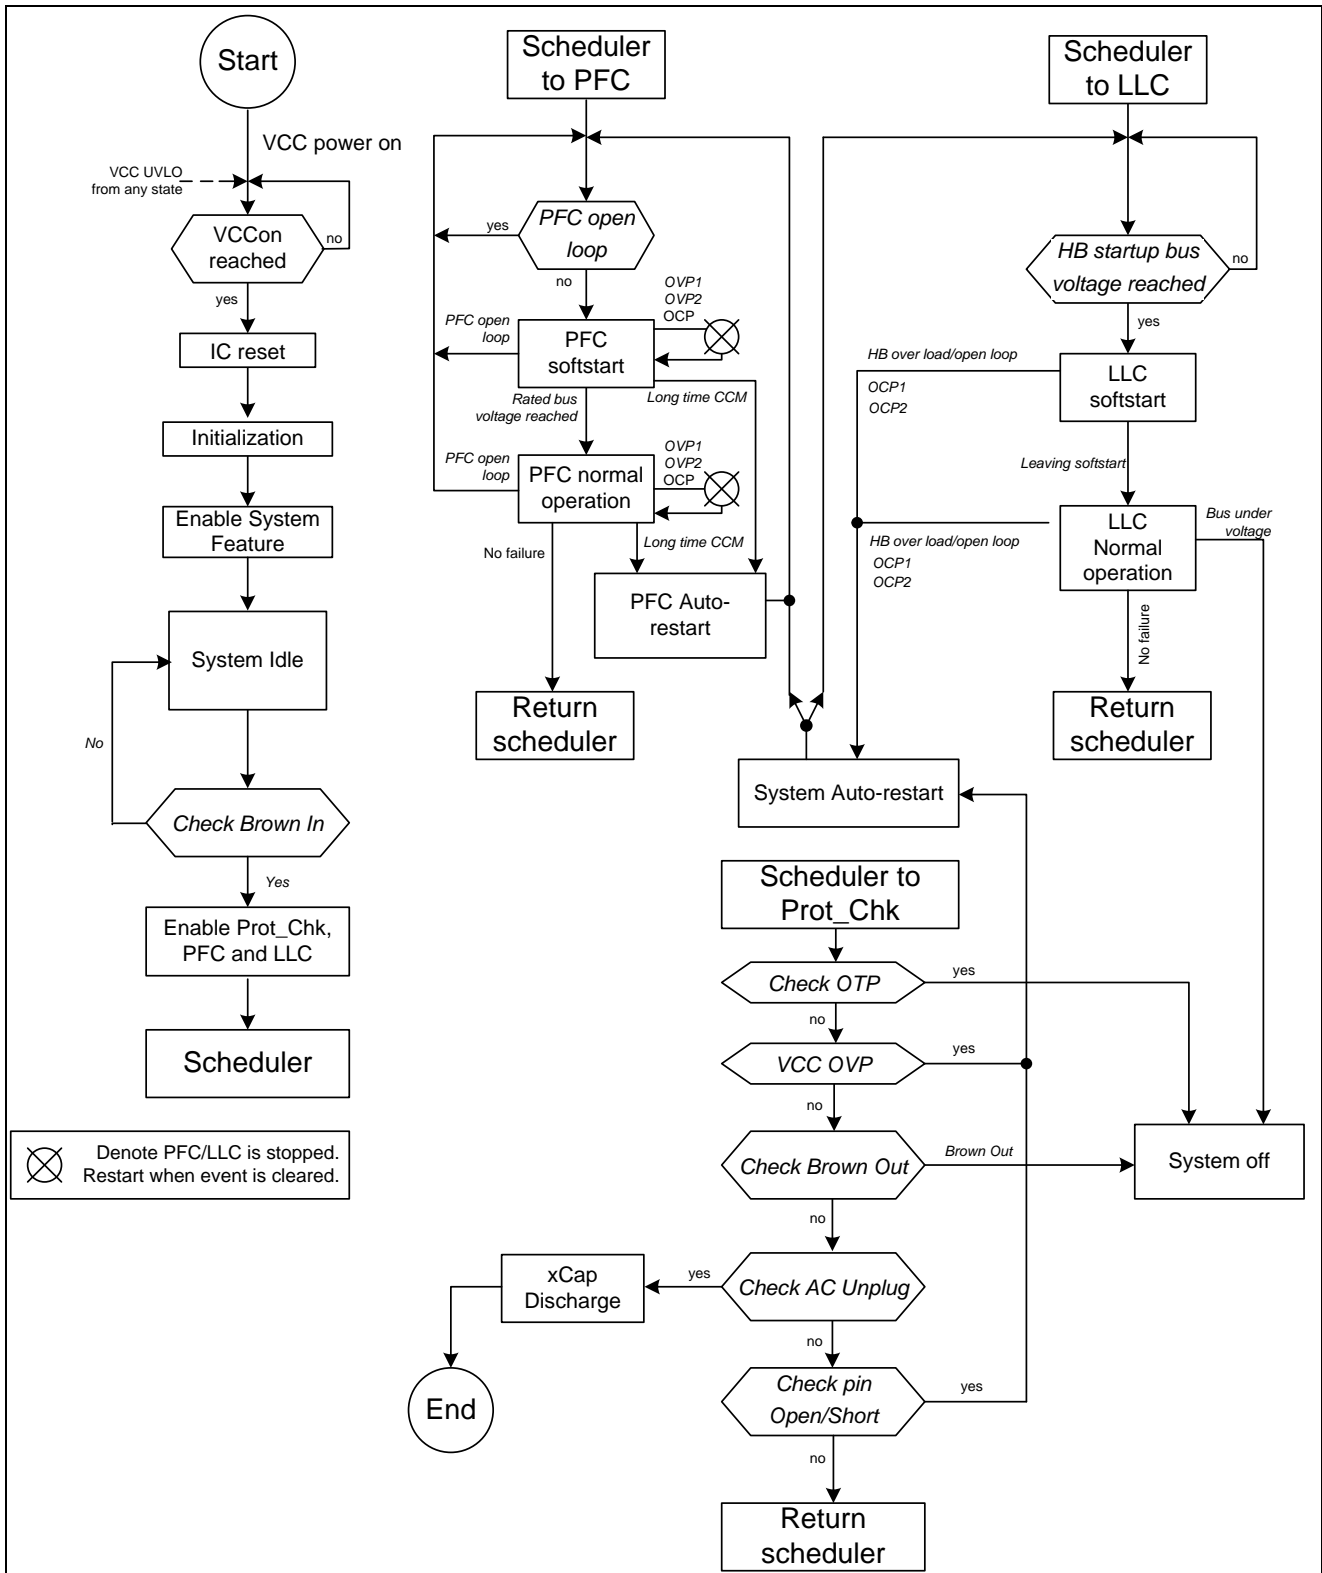 Start
VCC power on
VCC UVLO
from any state
VCCon
reached
no
yes
IC reset
Initialization
Enable System
Feature
System Idle
No
Check Brown In
Yes
Enable Prot_Chk,
PFC and LLC
Scheduler
Denote PFC/LLC is stopped.
Restart when event is cleared.
Scheduler
to PFC
PFC open
loop
yes
no
PFC open
loop
PFC
softstart
OVP1
OVP2
OCP
Rated bus
voltage reached
Long time CCM
PFC open
loop
PFC normal
operation
OVP1
OVP2
OCP
No failure
Long time CCM
PFC Auto-
restart
Return
scheduler
Scheduler
to LLC
HB startup bus
voltage reached
no
yes
HB over load/open loop
OCP1
OCP2
LLC
softstart
Leaving softstart
HB over load/open loop
OCP1
OCP2
LLC
Normal
operation
Bus under
voltage
No failure
Return
scheduler
System Auto-restart
Scheduler to
Prot_Chk
Check OTP
yes
no
VCC OVP
yes
no
Check Brown Out
Brown Out
System off
no
Check AC Unplug
yes
xCap
Discharge
End
no
Check pin
Open/Short
yes
no
Return
scheduler